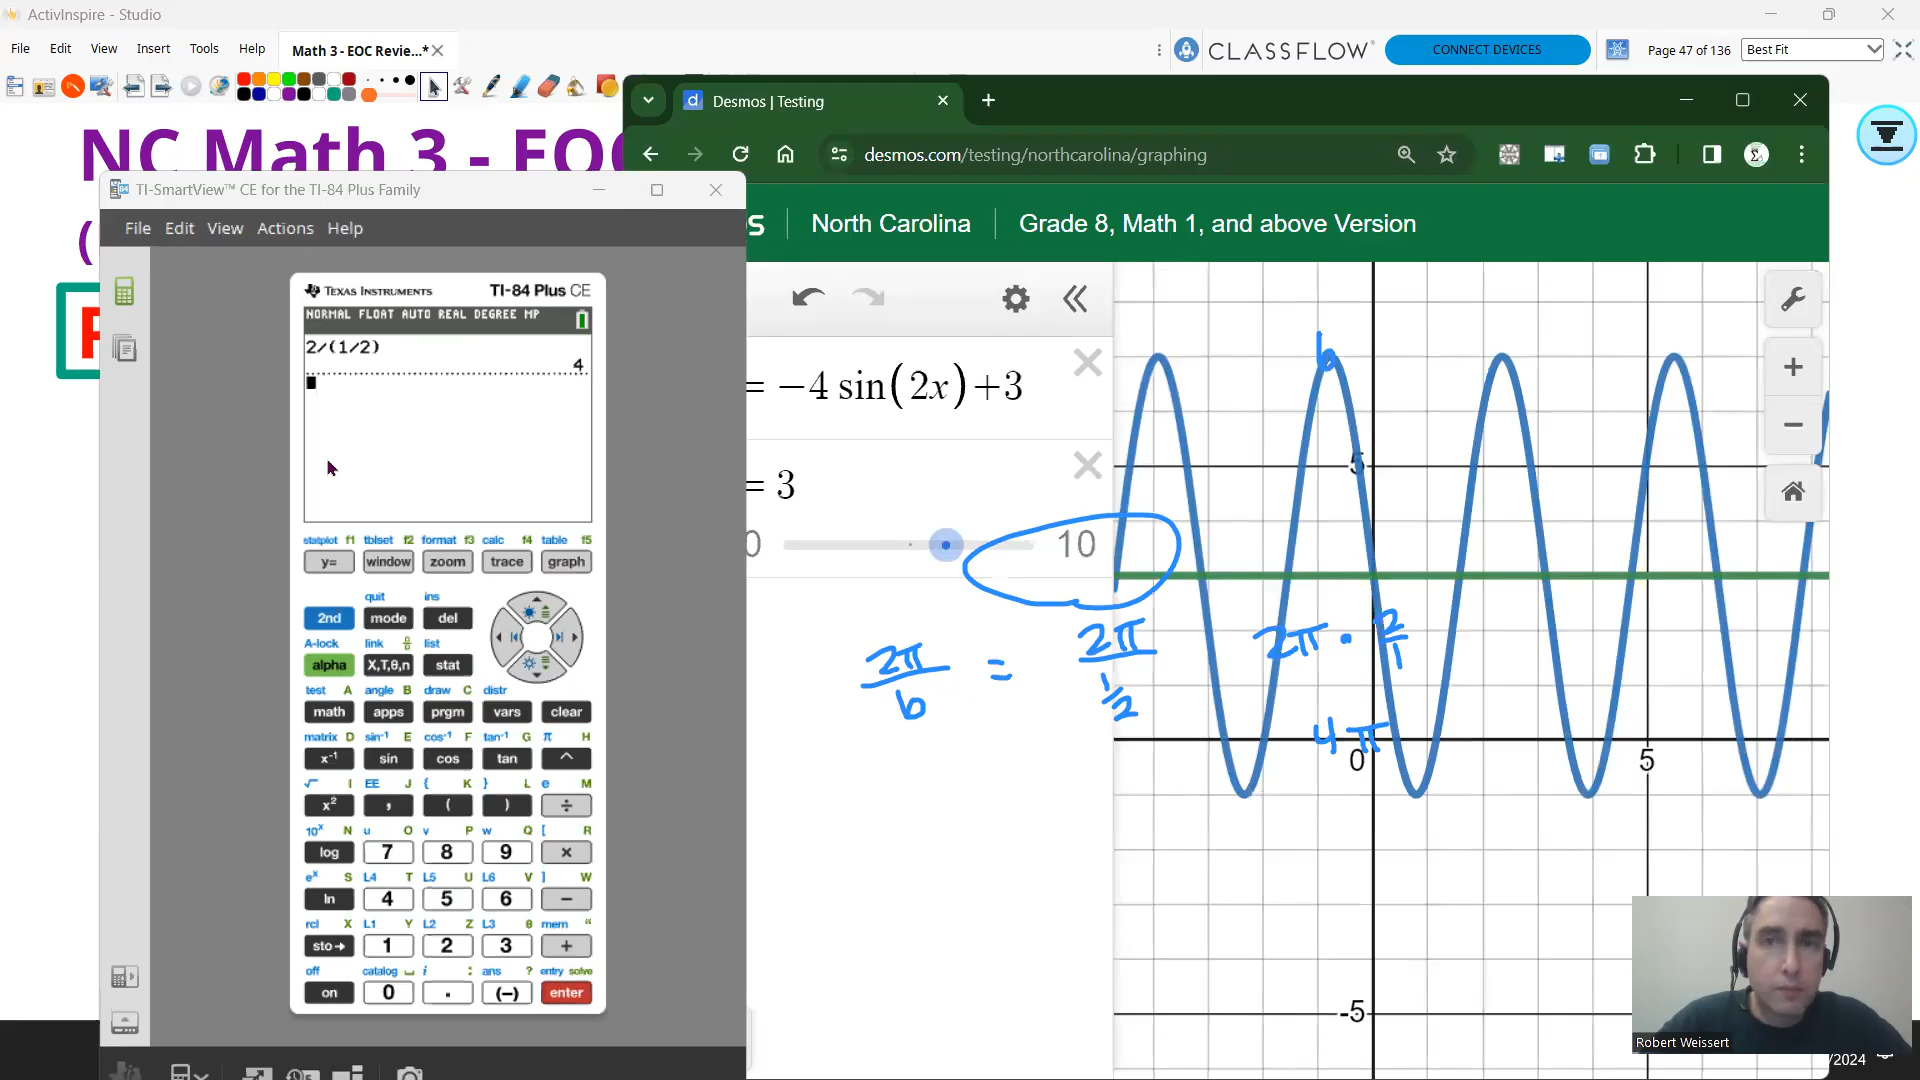 ActivInspire - Studio
File Edit View Insert Tools Help
Math 3 - EOC Revie...*
CLASSFLOW
CONNECT DEVICES
Page 47 of 136
Best Fit
NC Math 3 - EOC
Desmos | Testing
desmos.com/testing/northcarolina/graphing
North Carolina
Grade 8, Math 1, and above Version
TI-SmartView™ CE for the TI-84 Plus Family
File Edit View Actions Help
TEXAS INSTRUMENTS TI-84 Plus CE
NORMAL FLOAT AUTO REAL DEGREE MP
2/(1/2)
4
= −4 sin(2x)+3
= 3
0
10
b
2π/b = 2π/(1/2)
2π · 2/1
4π
5
0
5
-5
statplot f1 tblset f2 format f3 calc f4 table f5
y= window zoom trace graph
quit ins
2nd mode del
A-lock link list
alpha X,T,θ,n stat
test A angle B draw C distr
math apps prgm vars clear
matrix D sin⁻¹ E cos⁻¹ F tan⁻¹ G π H
x⁻¹ sin cos tan ^
√ I EE J { K } L e M
x² , ( ) ÷
10ˣ N u O v P w Q [ R
log 7 8 9 ×
eˣ S L4 T L5 U L6 V ] W
ln 4 5 6 −
rcl X L1 Y L2 Z L3 θ mem "
sto→ 1 2 3 +
off catalog i : ans ? entry solve
on 0 . (−) enter
Robert Weissert
/2024